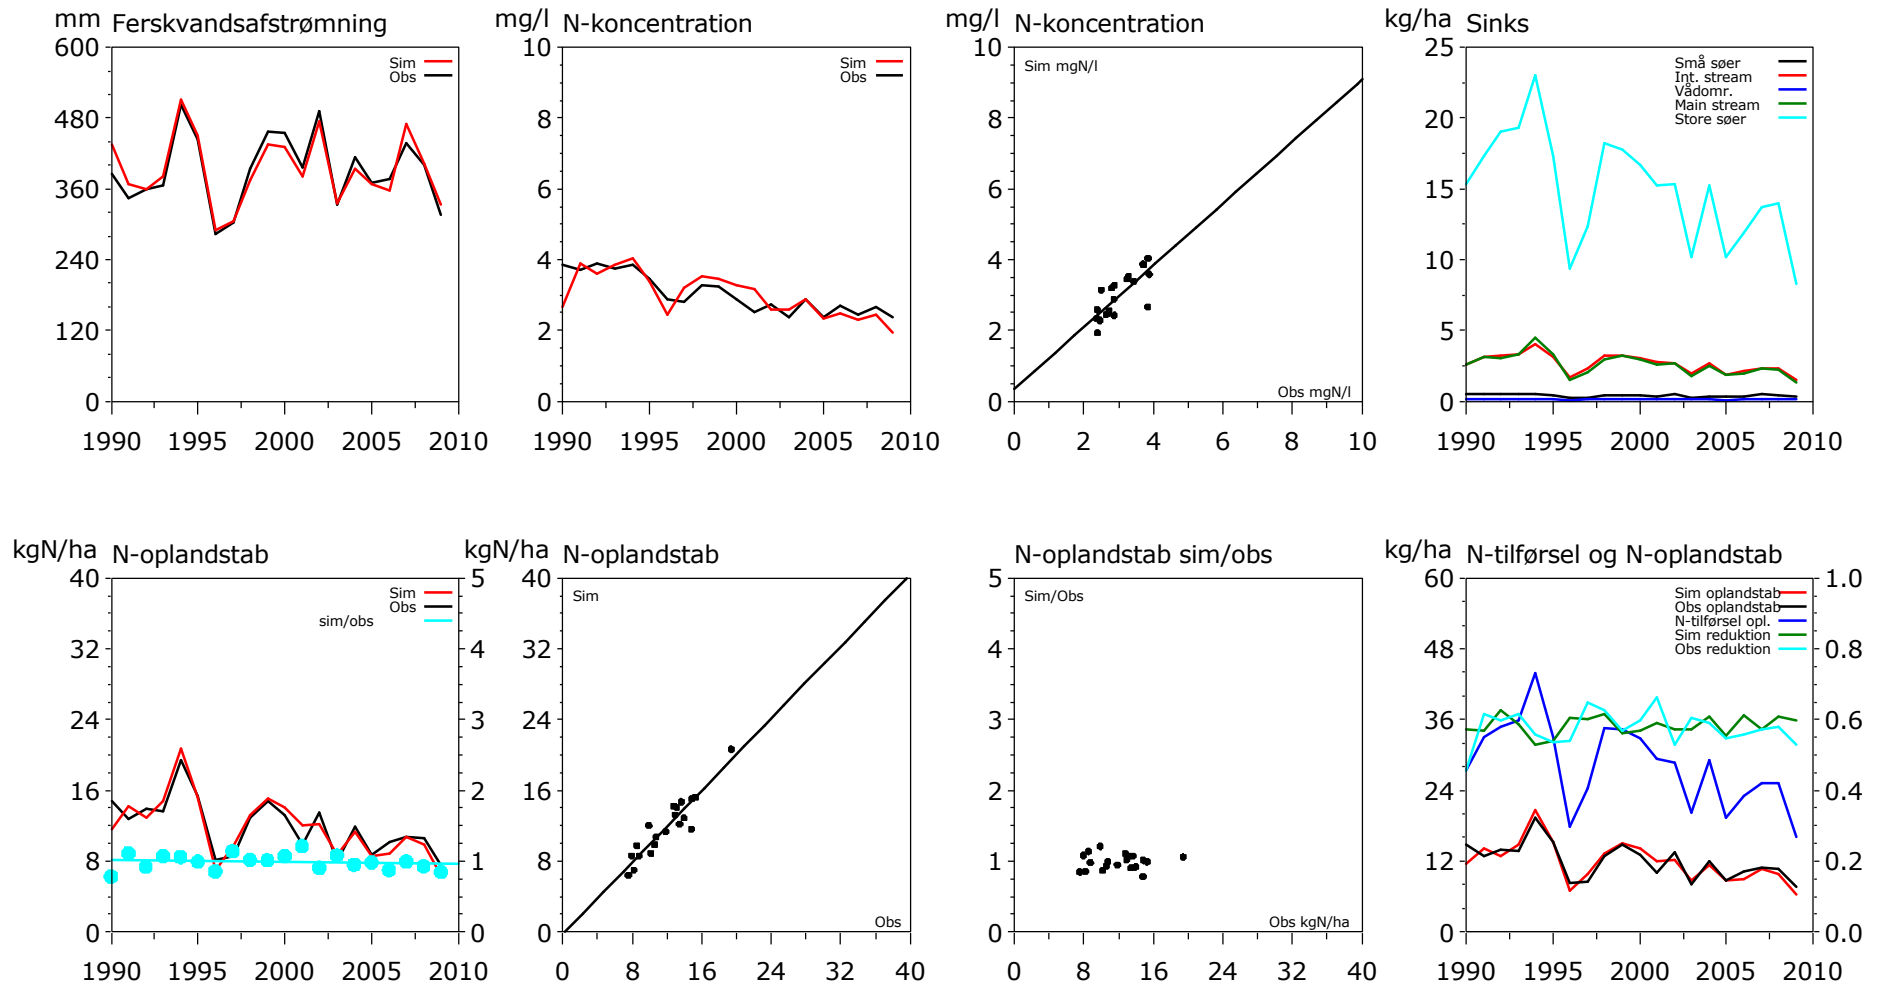 mm Ferskvandsafstrømning
600
480
360
240
120
0
Sim
Obs
1990 1995 2000 2005 2010
mg/l N-koncentration
10
8
6
4
2
0
Sim
Obs
1990 1995 2000 2005 2010
mg/l N-koncentration
10
8
6
4
2
0
Sim mgN/l
Obs mgN/l
0 2 4 6 8 10
kg/ha Sinks
25
20
15
10
5
0
Små søer
Int. stream
Vådomr.
Main stream
Store søer
1990 1995 2000 2005 2010
kgN/ha N-oplandstab
40
32
24
16
8
0
Sim
Obs
sim/obs
5
4
3
2
1
0
1990 1995 2000 2005 2010
kgN/ha N-oplandstab
40
32
24
16
8
0
Sim
Obs
0 8 16 24 32 40
N-oplandstab sim/obs
5
4
3
2
1
0
Sim/Obs
Obs kgN/ha
0 8 16 24 32 40
kg/ha N-tilførsel og N-oplandstab
60
48
36
24
12
0
Sim oplandstab
Obs oplandstab
N-tilførsel opl.
Sim reduktion
Obs reduktion
1.0
0.8
0.6
0.4
0.2
0.0
1990 1995 2000 2005 2010